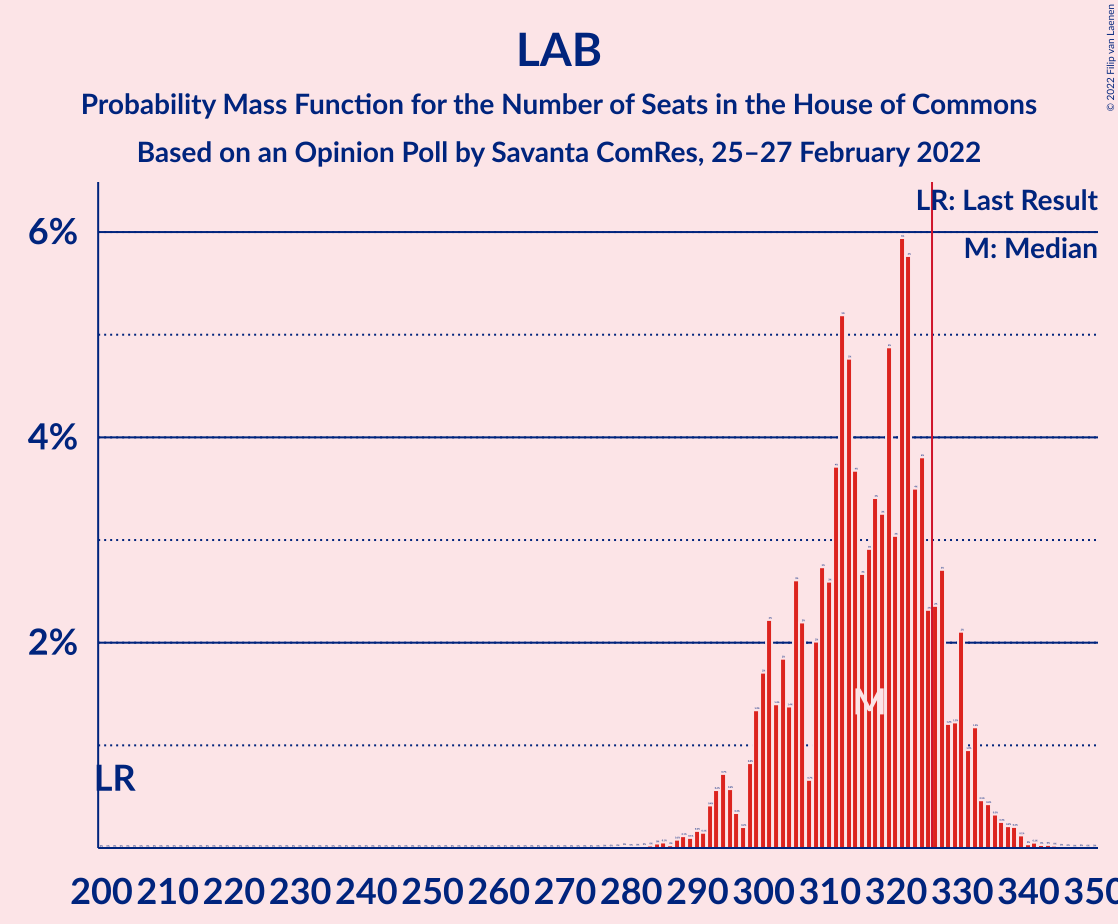 © 2022 Filip van Laenen
LAB
Probability Mass Function for the Number of Seats in the House of Commons
Based on an Opinion Poll by Savanta ComRes, 25–27 February 2022
LR: Last Result
M: Median
6%
4%
2%
M
LR
200 210 220 230 240 250 260 270 280 290 300 310 320 330 340 350